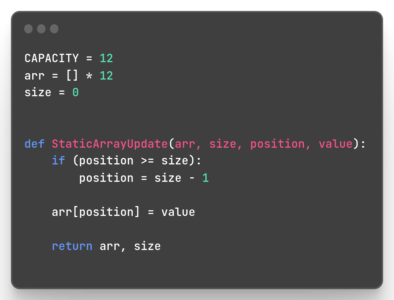 CAPACITY = 12
arr = [] * 12
size = 0
def StaticArrayUpdate(arr, size, position, value):
    if (position >= size):
        position = size - 1
    arr[position] = value
    return arr, size